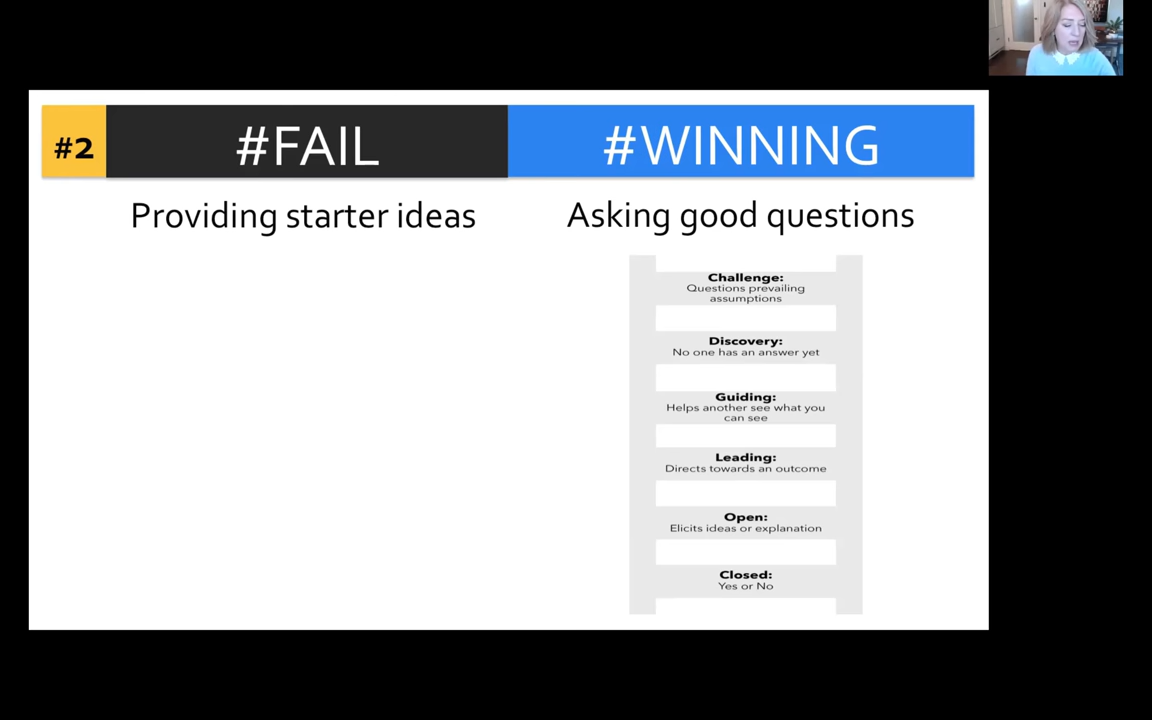 #2
#FAIL
#WINNING
Providing starter ideas
Asking good questions
Challenge:
Questions prevailing
assumptions
Discovery:
No one has an answer yet
Guiding:
Helps another see what you
can see
Leading:
Directs towards an outcome
Open:
Elicits ideas or explanation
Closed:
Yes or No